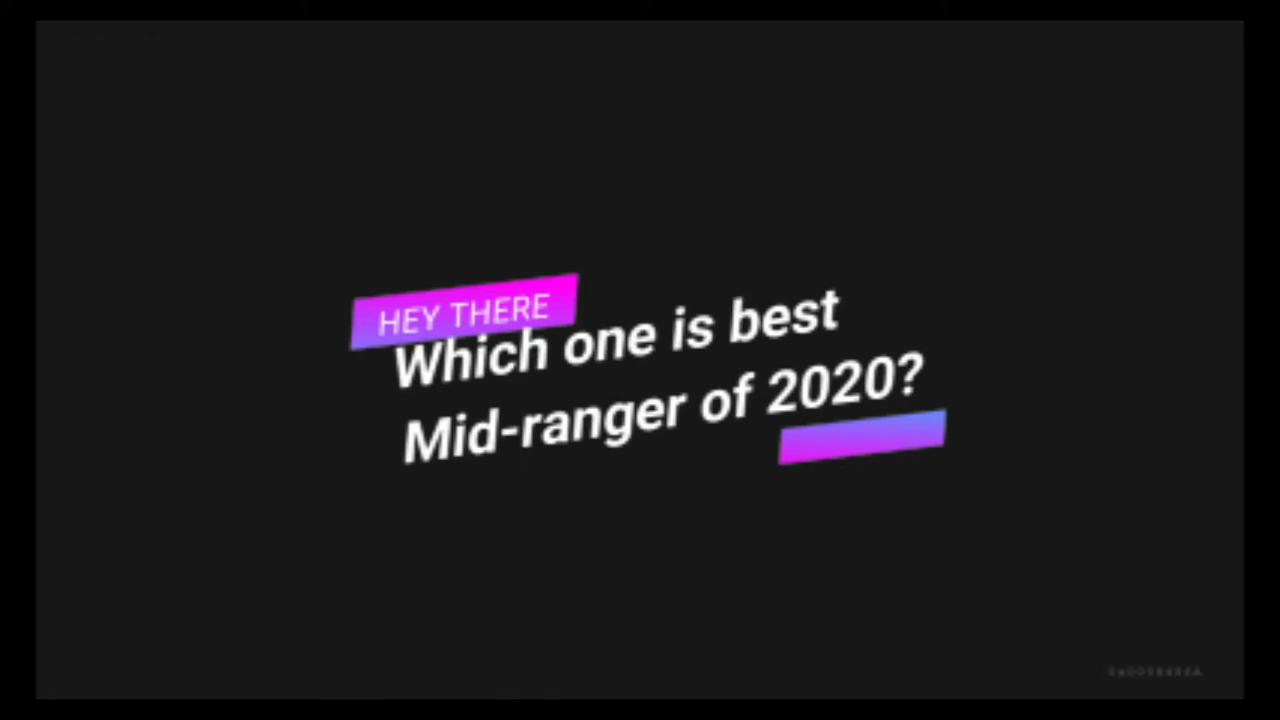 HEY THERE
Which one is best
Mid-ranger of 2020?